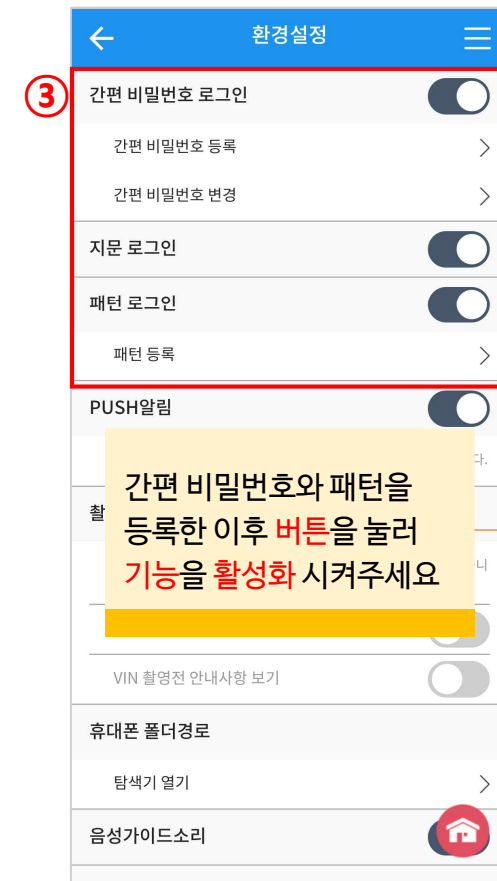 환경설정
③
간편 비밀번호 로그인
간편 비밀번호 등록
간편 비밀번호 변경
지문 로그인
패턴 로그인
패턴 등록
PUSH알림
다.
간편 비밀번호와 패턴을
촬
등록한 이후 버튼을 눌러
니
기능을 활성화 시켜주세요
VIN 촬영전 안내사항 보기
휴대폰 폴더경로
탐색기 열기
음성가이드소리